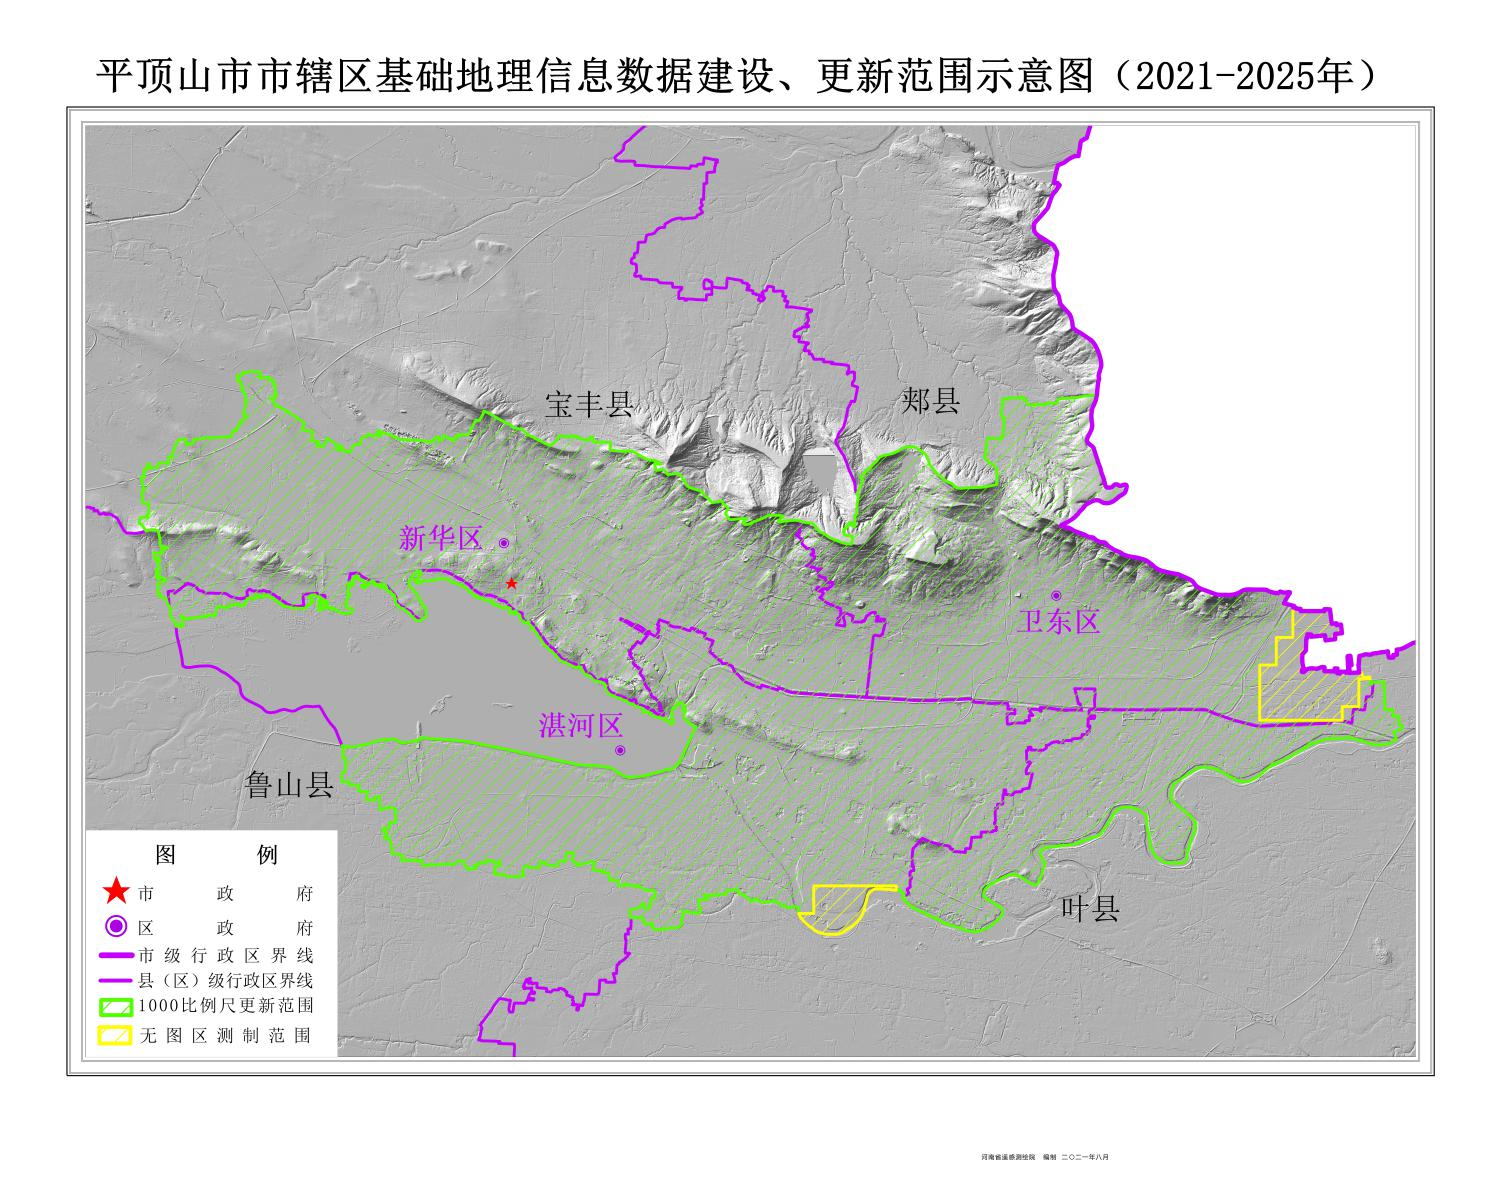 平顶山市市辖区基础地理信息数据建设、更新范围示意图（2021-2025年）
宝丰县
郏县
新华区
卫东区
湛河区
鲁山县
叶县
图 例
市 政 府
区 政 府
市 级 行 政 区 界 线
县（区）级行政区界线
1000比例尺更新范围
无 图 区 测 制 范 围
河南省遥感测绘院 编制 二〇二一年八月